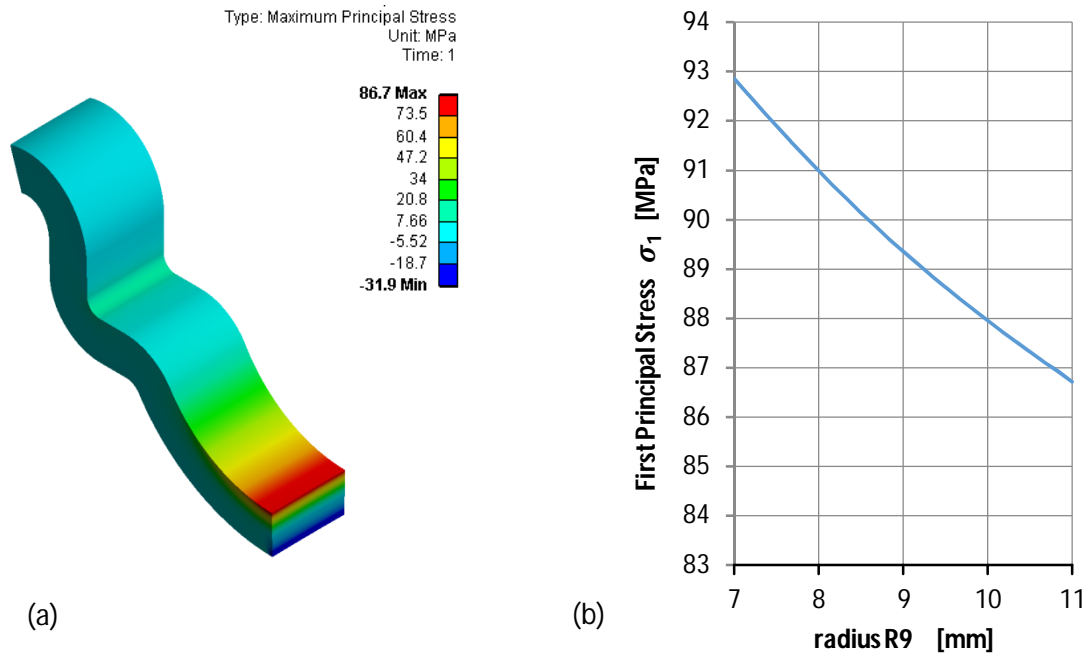 Type: Maximum Principal Stress
Unit: MPa
Time: 1
86.7 Max
73.5
60.4
47.2
34
20.8
7.66
-5.52
-18.7
-31.9 Min
(a)
94
93
92
91
90
89
88
87
86
85
84
83
First Principal Stress σ1 [MPa]
7 8 9 10 11
radius R9 [mm]
(b)